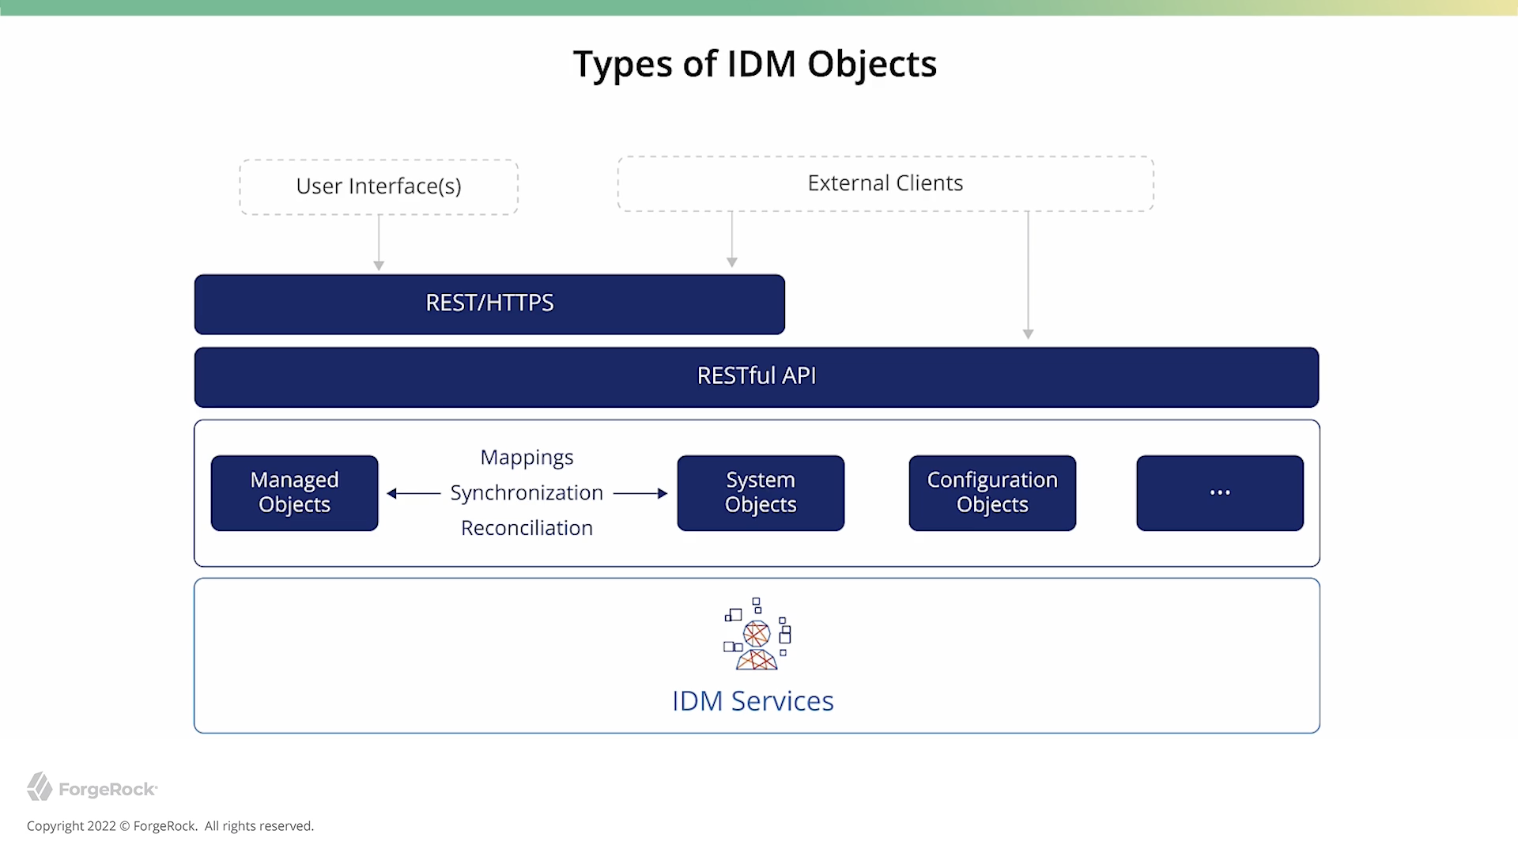 Types of IDM Objects
User Interface(s)
External Clients
REST/HTTPS
RESTful API
Managed
Objects
Mappings
Synchronization
Reconciliation
System
Objects
Configuration
Objects
...
IDM Services
ForgeRock
Copyright 2022 © ForgeRock. All rights reserved.